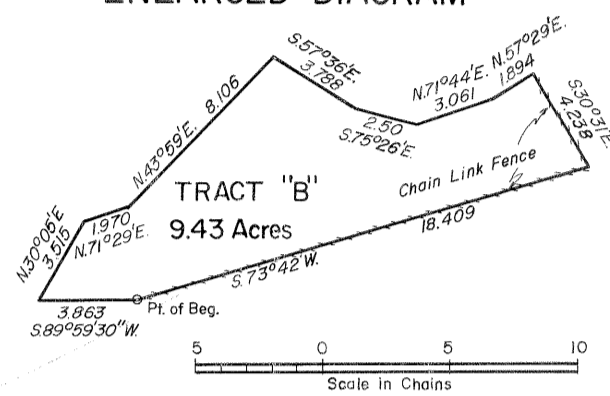 ENLARGED DIAGRAM
S.57°36'E.
3.788
2.50
S.75°26'E.
N.71°44'E.
3.061
N.57°29'E.
1.894
S.30°31'E.
4.238
8.106
N.43°59'E.
1.970
N.71°29'E.
N.30°05'E
3.515
TRACT "B"
9.43 Acres
Chain Link Fence
18.409
S.73°42'W.
3.863
S.89°59'30"W.
Pt. of Beg.
5 0 5 10
Scale in Chains